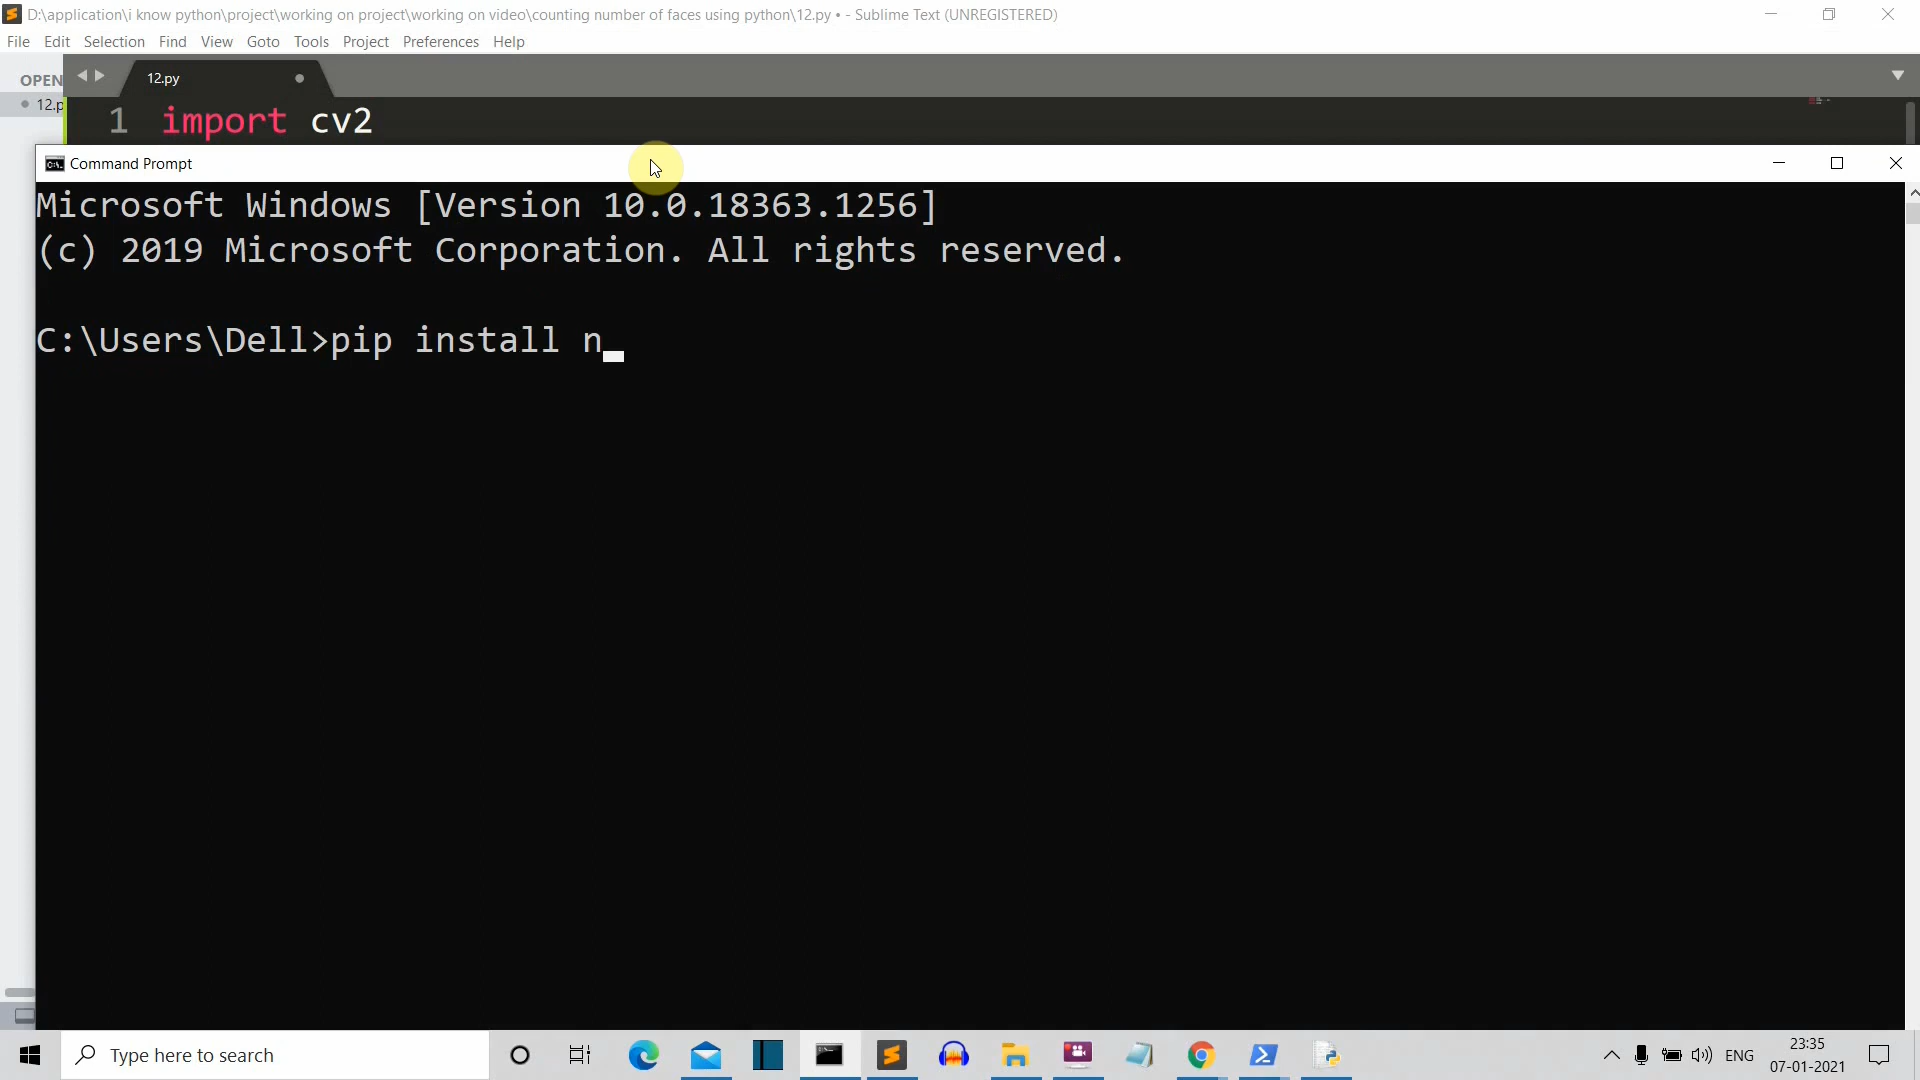 D:\application\i know python\project\working on project\working on video\counting number of faces using python\12.py • - Sublime Text (UNREGISTERED)
File Edit Selection Find View Goto Tools Project Preferences Help
OPEN
12.py
12.p
1 import cv2
Command Prompt
Microsoft Windows [Version 10.0.18363.1256]
(c) 2019 Microsoft Corporation. All rights reserved.
C:\Users\Dell>pip install n_
Type here to search
ENG
23:35
07-01-2021